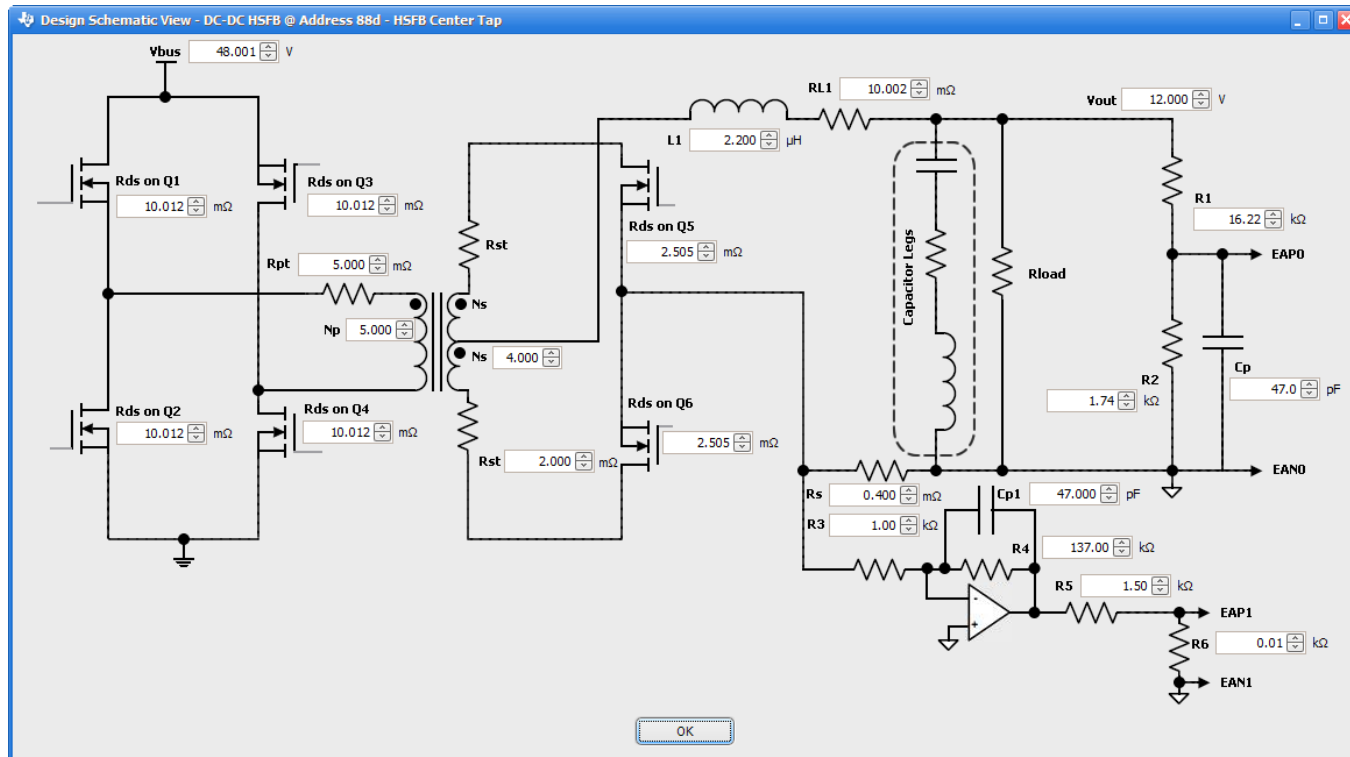 Design Schematic View - DC-DC HSFB @ Address 88d - HSFB Center Tap
Vbus 48.001 V
RL1 10.002 mΩ
Vout 12.000 V
L1 2.200 µH
Rds on Q1
10.012 mΩ
Rds on Q3
10.012 mΩ
R1
16.22 kΩ
Rst
Rds on Q5
2.505 mΩ
Capacitor Legs
Rload
EAP0
Rpt 5.000 mΩ
Ns
Np 5.000
Ns 4.000
Cp
47.0 pF
R2
1.74 kΩ
Rds on Q2
10.012 mΩ
Rds on Q4
10.012 mΩ
Rds on Q6
2.505 mΩ
Rst 2.000 mΩ
EAN0
Rs 0.400 mΩ
Cp1 47.000 pF
R3 1.00 kΩ
R4 137.00 kΩ
R5 1.50 kΩ
-
+
EAP1
R6 0.01 kΩ
EAN1
OK